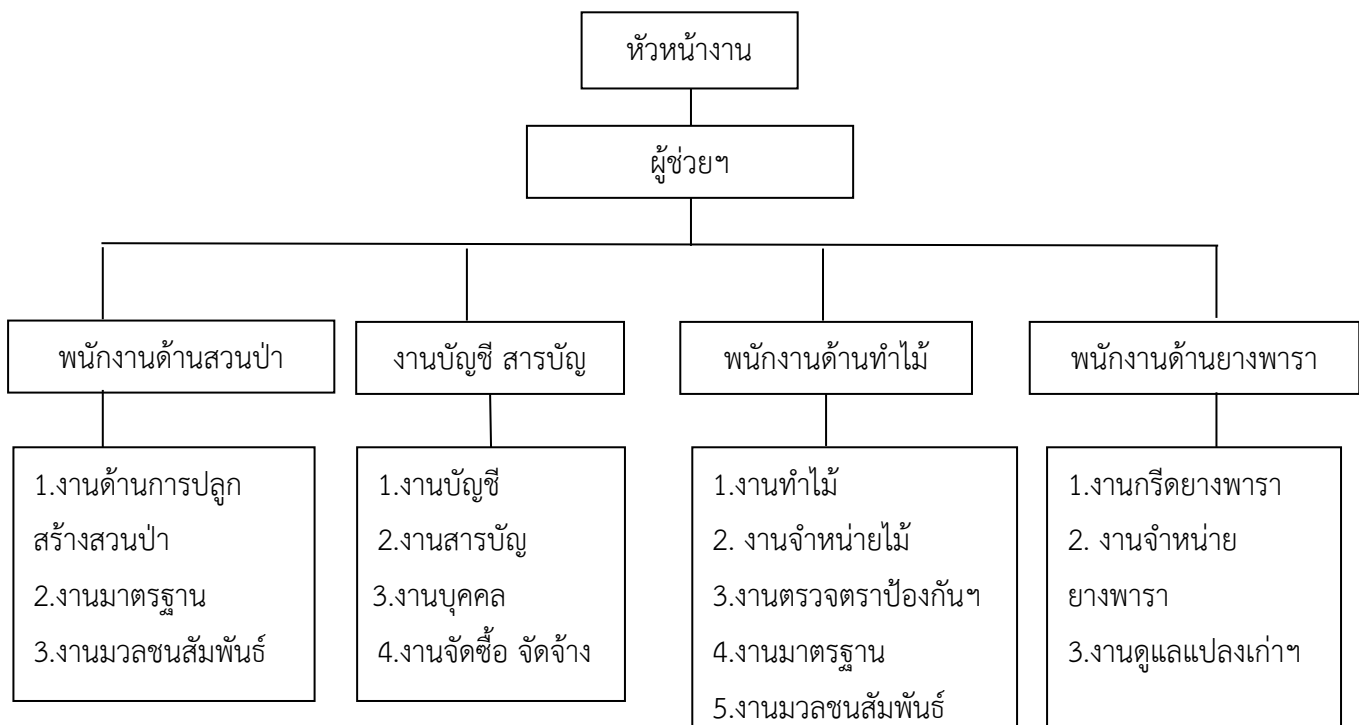 หัวหน้างาน
ผู้ช่วยฯ
พนักงานด้านสวนป่า
งานบัญชี สารบัญ
พนักงานด้านทำไม้
พนักงานด้านยางพารา
1.งานด้านการปลูก
สร้างสวนป่า
2.งานมาตรฐาน
3.งานมวลชนสัมพันธ์
1.งานบัญชี
2.งานสารบัญ
3.งานบุคคล
4.งานจัดซื้อ จัดจ้าง
1.งานทำไม้
2. งานจำหน่ายไม้
3.งานตรวจตราป้องกันฯ
4.งานมาตรฐาน
5.งานมวลชนสัมพันธ์
1.งานกรีดยางพารา
2. งานจำหน่าย
ยางพารา
3.งานดูแลแปลงเก่าฯ